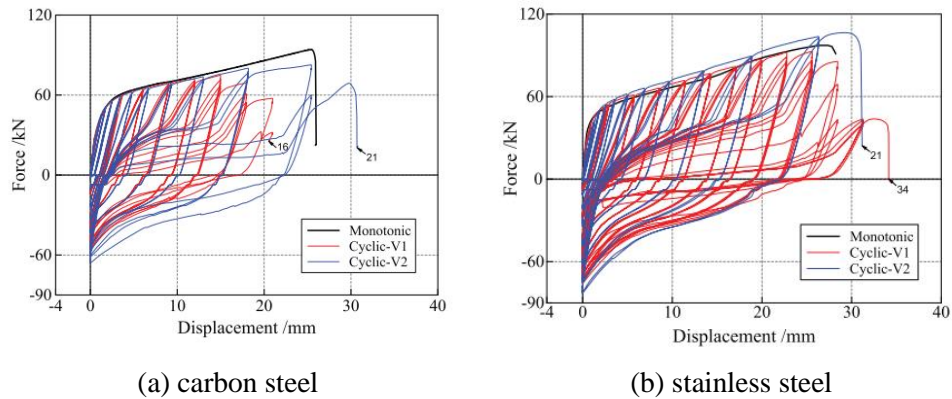 120
60
0
-60
-90
Force /kN
16
21
Monotonic
Cyclic-V1
Cyclic-V2
-4
0
10
20
30
40
Displacement /mm
(a) carbon steel
120
60
0
-60
-90
Force /kN
21
34
Monotonic
Cyclic-V1
Cyclic-V2
-4
0
10
20
30
40
Displacement /mm
(b) stainless steel